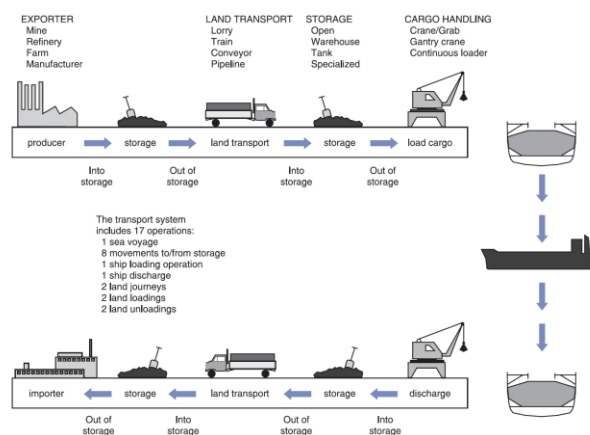 EXPORTER
Mine
Refinery
Farm
Manufacturer
LAND TRANSPORT
Lorry
Train
Conveyor
Pipeline
STORAGE
Open
Warehouse
Tank
Specialized
CARGO HANDLING
Crane/Grab
Gantry crane
Continuous loader
producer
storage
land transport
storage
load cargo
Into
storage
Out of
storage
Into
storage
Out of
storage
The transport system
includes 17 operations:
1 sea voyage
8 movements to/from storage
1 ship loading operation
1 ship discharge
2 land journeys
2 land loadings
2 land unloadings
importer
storage
land transport
storage
discharge
Out of
storage
Into
storage
Out of
storage
Into
storage